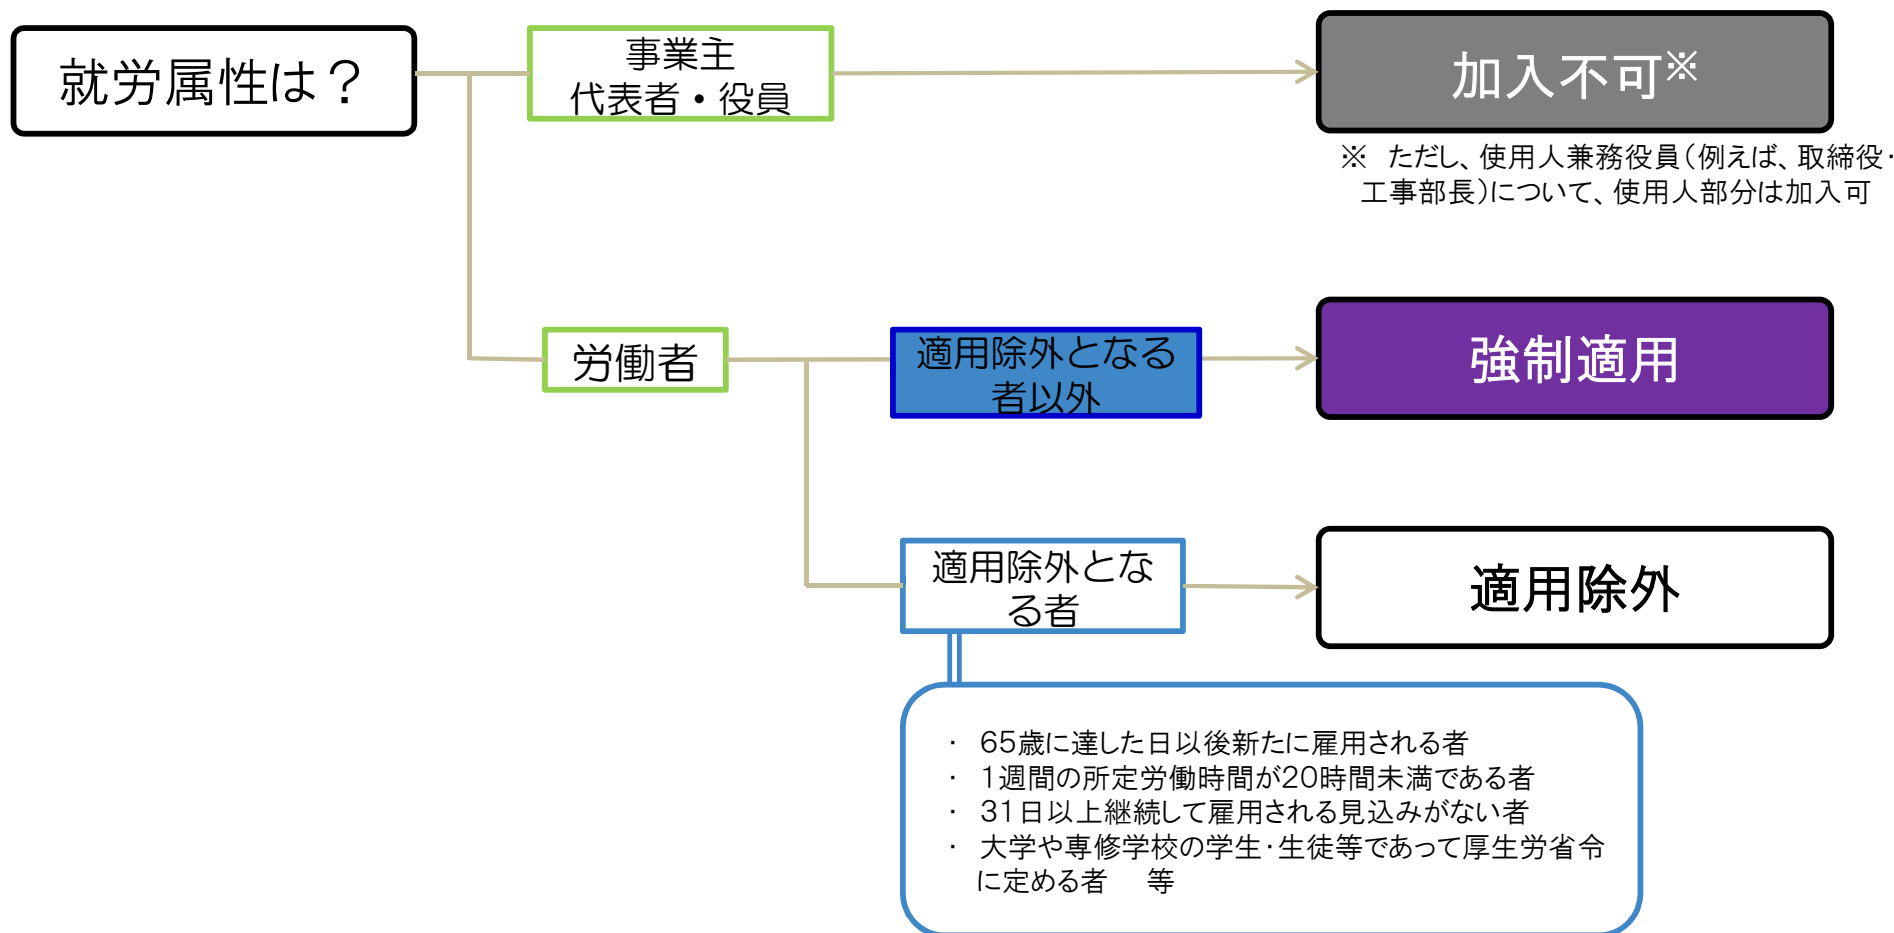 就労属性は？
事業主
代表者・役員
加入不可※
※　ただし、使用人兼務役員（例えば、取締役・
工事部長）について、使用人部分は加入可
労働者
適用除外となる
者以外
強制適用
適用除外とな
る者
適用除外
・ 65歳に達した日以後新たに雇用される者
・ 1週間の所定労働時間が20時間未満である者
・ 31日以上継続して雇用される見込みがない者
・ 大学や専修学校の学生・生徒等であって厚生労省令
に定める者　等